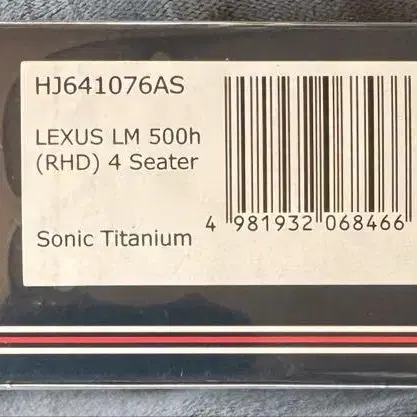 HJ641076AS
LEXUS LM 500h
(RHD) 4 Seater
Sonic Titanium
4 981932 068466